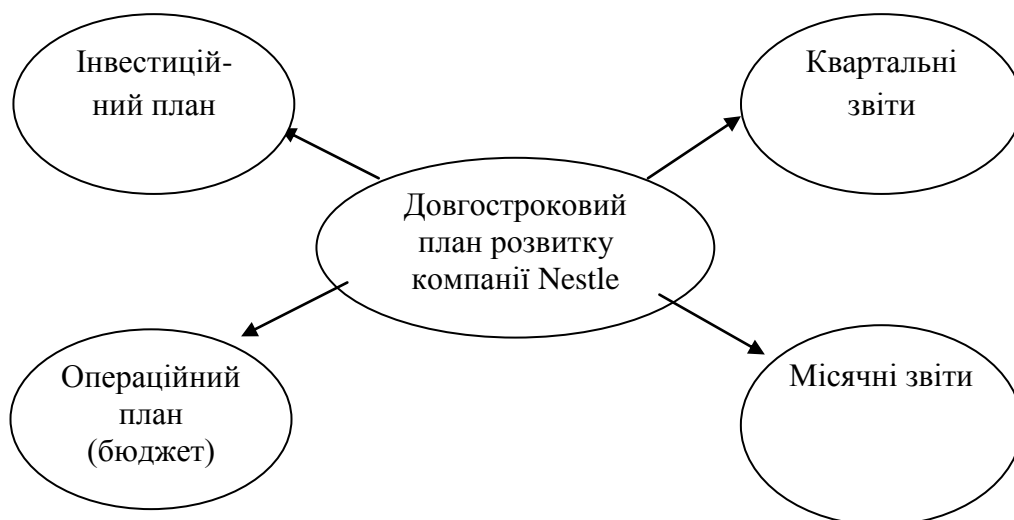 Інвестицій-
ний план
Квартальні
звіти
Довгостроковий
план розвитку
компанії Nestle
Операційний
план
(бюджет)
Місячні звіти